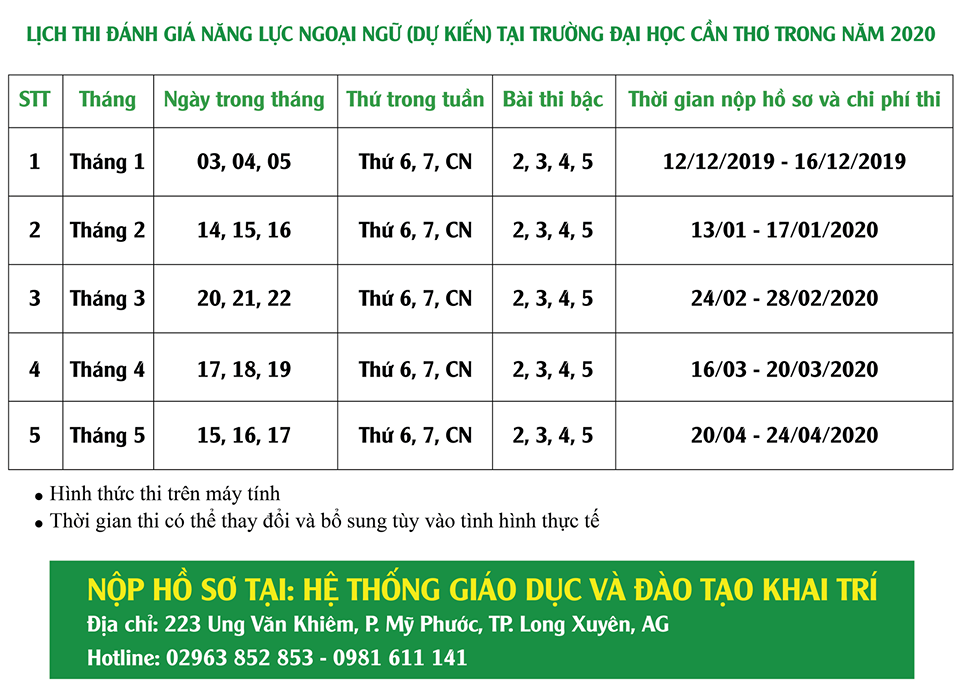 LỊCH THI ĐÁNH GIÁ NĂNG LỰC NGOẠI NGỮ (DỰ KIẾN) TẠI TRƯỜNG ĐẠI HỌC CẦN THƠ TRONG NĂM 2020
STT Tháng Ngày trong tháng Thứ trong tuần Bài thi bậc Thời gian nộp hồ sơ và chi phí thi
1 Tháng 1 03, 04, 05 Thứ 6, 7, CN 2, 3, 4, 5 12/12/2019 - 16/12/2019
2 Tháng 2 14, 15, 16 Thứ 6, 7, CN 2, 3, 4, 5 13/01 - 17/01/2020
3 Tháng 3 20, 21, 22 Thứ 6, 7, CN 2, 3, 4, 5 24/02 - 28/02/2020
4 Tháng 4 17, 18, 19 Thứ 6, 7, CN 2, 3, 4, 5 16/03 - 20/03/2020
5 Tháng 5 15, 16, 17 Thứ 6, 7, CN 2, 3, 4, 5 20/04 - 24/04/2020
• Hình thức thi trên máy tính
• Thời gian thi có thể thay đổi và bổ sung tùy vào tình hình thực tế
NỘP HỒ SƠ TẠI: HỆ THỐNG GIÁO DỤC VÀ ĐÀO TẠO KHAI TRÍ
Địa chỉ: 223 Ung Văn Khiêm, P. Mỹ Phước, TP. Long Xuyên, AG
Hotline: 02963 852 853 - 0981 611 141